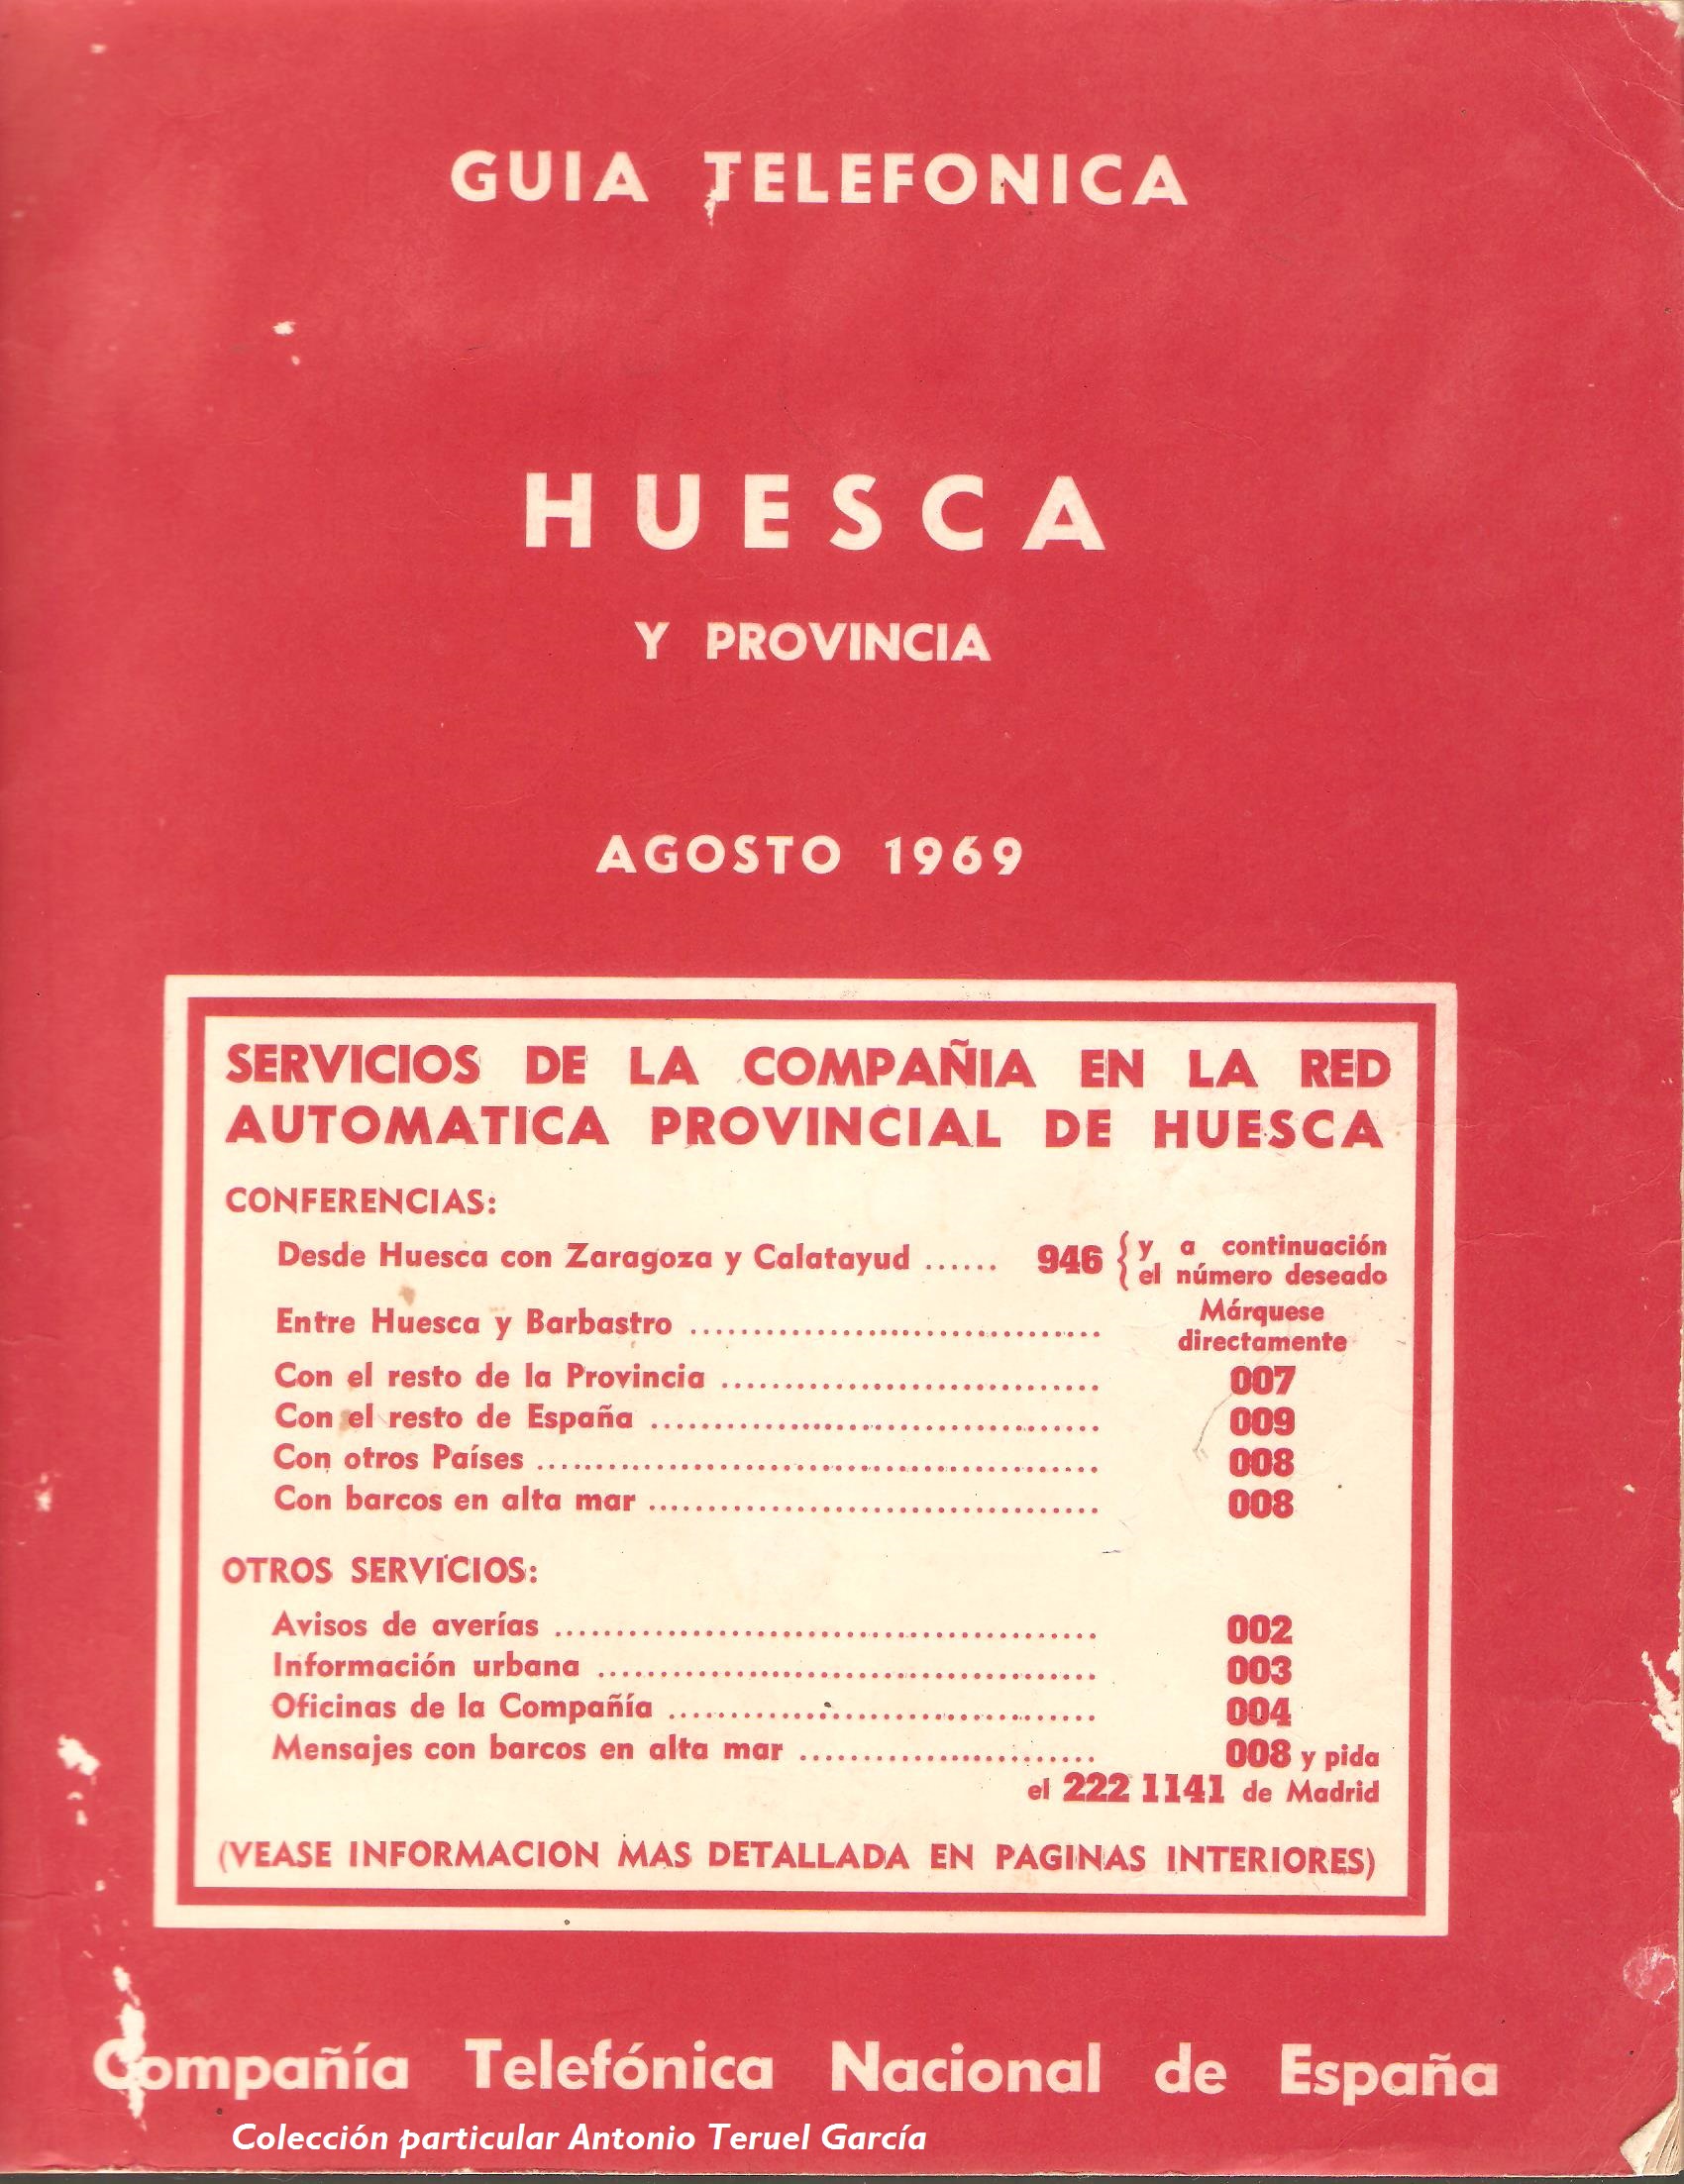 GUIA TELEFONICA
HUESCA
Y PROVINCIA
AGOSTO 1969
SERVICIOS DE LA COMPAÑIA EN LA RED
AUTOMATICA PROVINCIAL DE HUESCA
CONFERENCIAS:
Desde Huesca con Zaragoza y Calatayud ...... 946 { y a continuación
el número deseado
Entre Huesca y Barbastro .................................. Márquese
directamente
Con el resto de la Provincia ............................... 007
Con el resto de España ..................................... 009
Con otros Países ............................................... 008
Con barcos en alta mar ...................................... 008
OTROS SERVICIOS:
Avisos de averías ............................................. 002
Información urbana .......................................... 003
Oficinas de la Compañía .................................... 004
Mensajes con barcos en alta mar ......................... 008 y pida
el 222 1141 de Madrid
(VEASE INFORMACION MAS DETALLADA EN PAGINAS INTERIORES)
Compañía Telefónica Nacional de España
Colección particular Antonio Teruel García